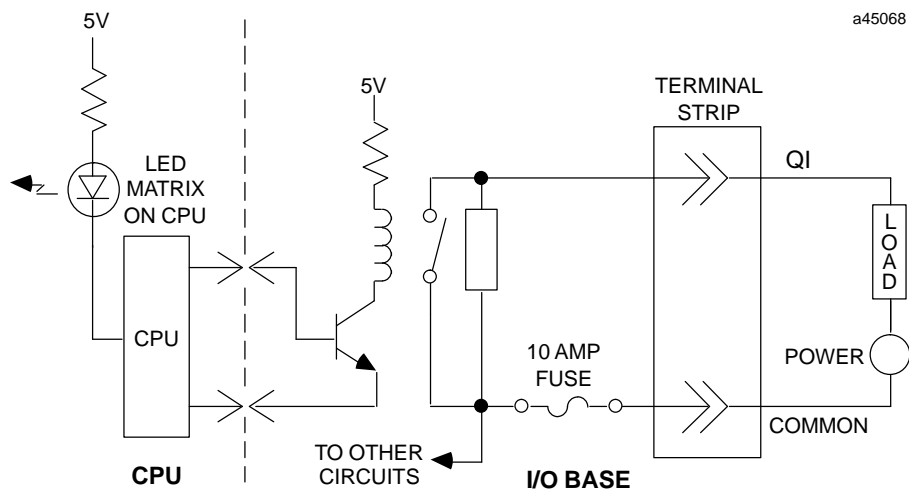 a45068
5V
5V
TERMINAL
STRIP
LED
MATRIX
ON CPU
QI
LOAD
CPU
10 AMP
FUSE
POWER
COMMON
TO OTHER
CIRCUITS
CPU
I/O BASE